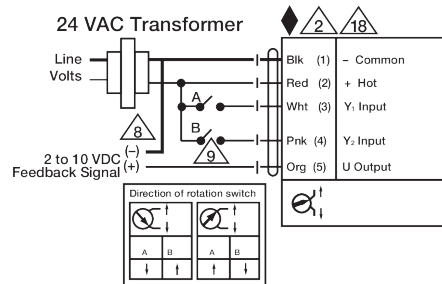 24 VAC Transformer
2 18
Line
Volts
Blk (1) – Common
Red (2) + Hot
A
Wht (3) Y₁ Input
B
Pnk (4) Y₂ Input
8
9
2 to 10 VDC (–)
Feedback Signal (+)
Org (5) U Output
Direction of rotation switch
A B A B